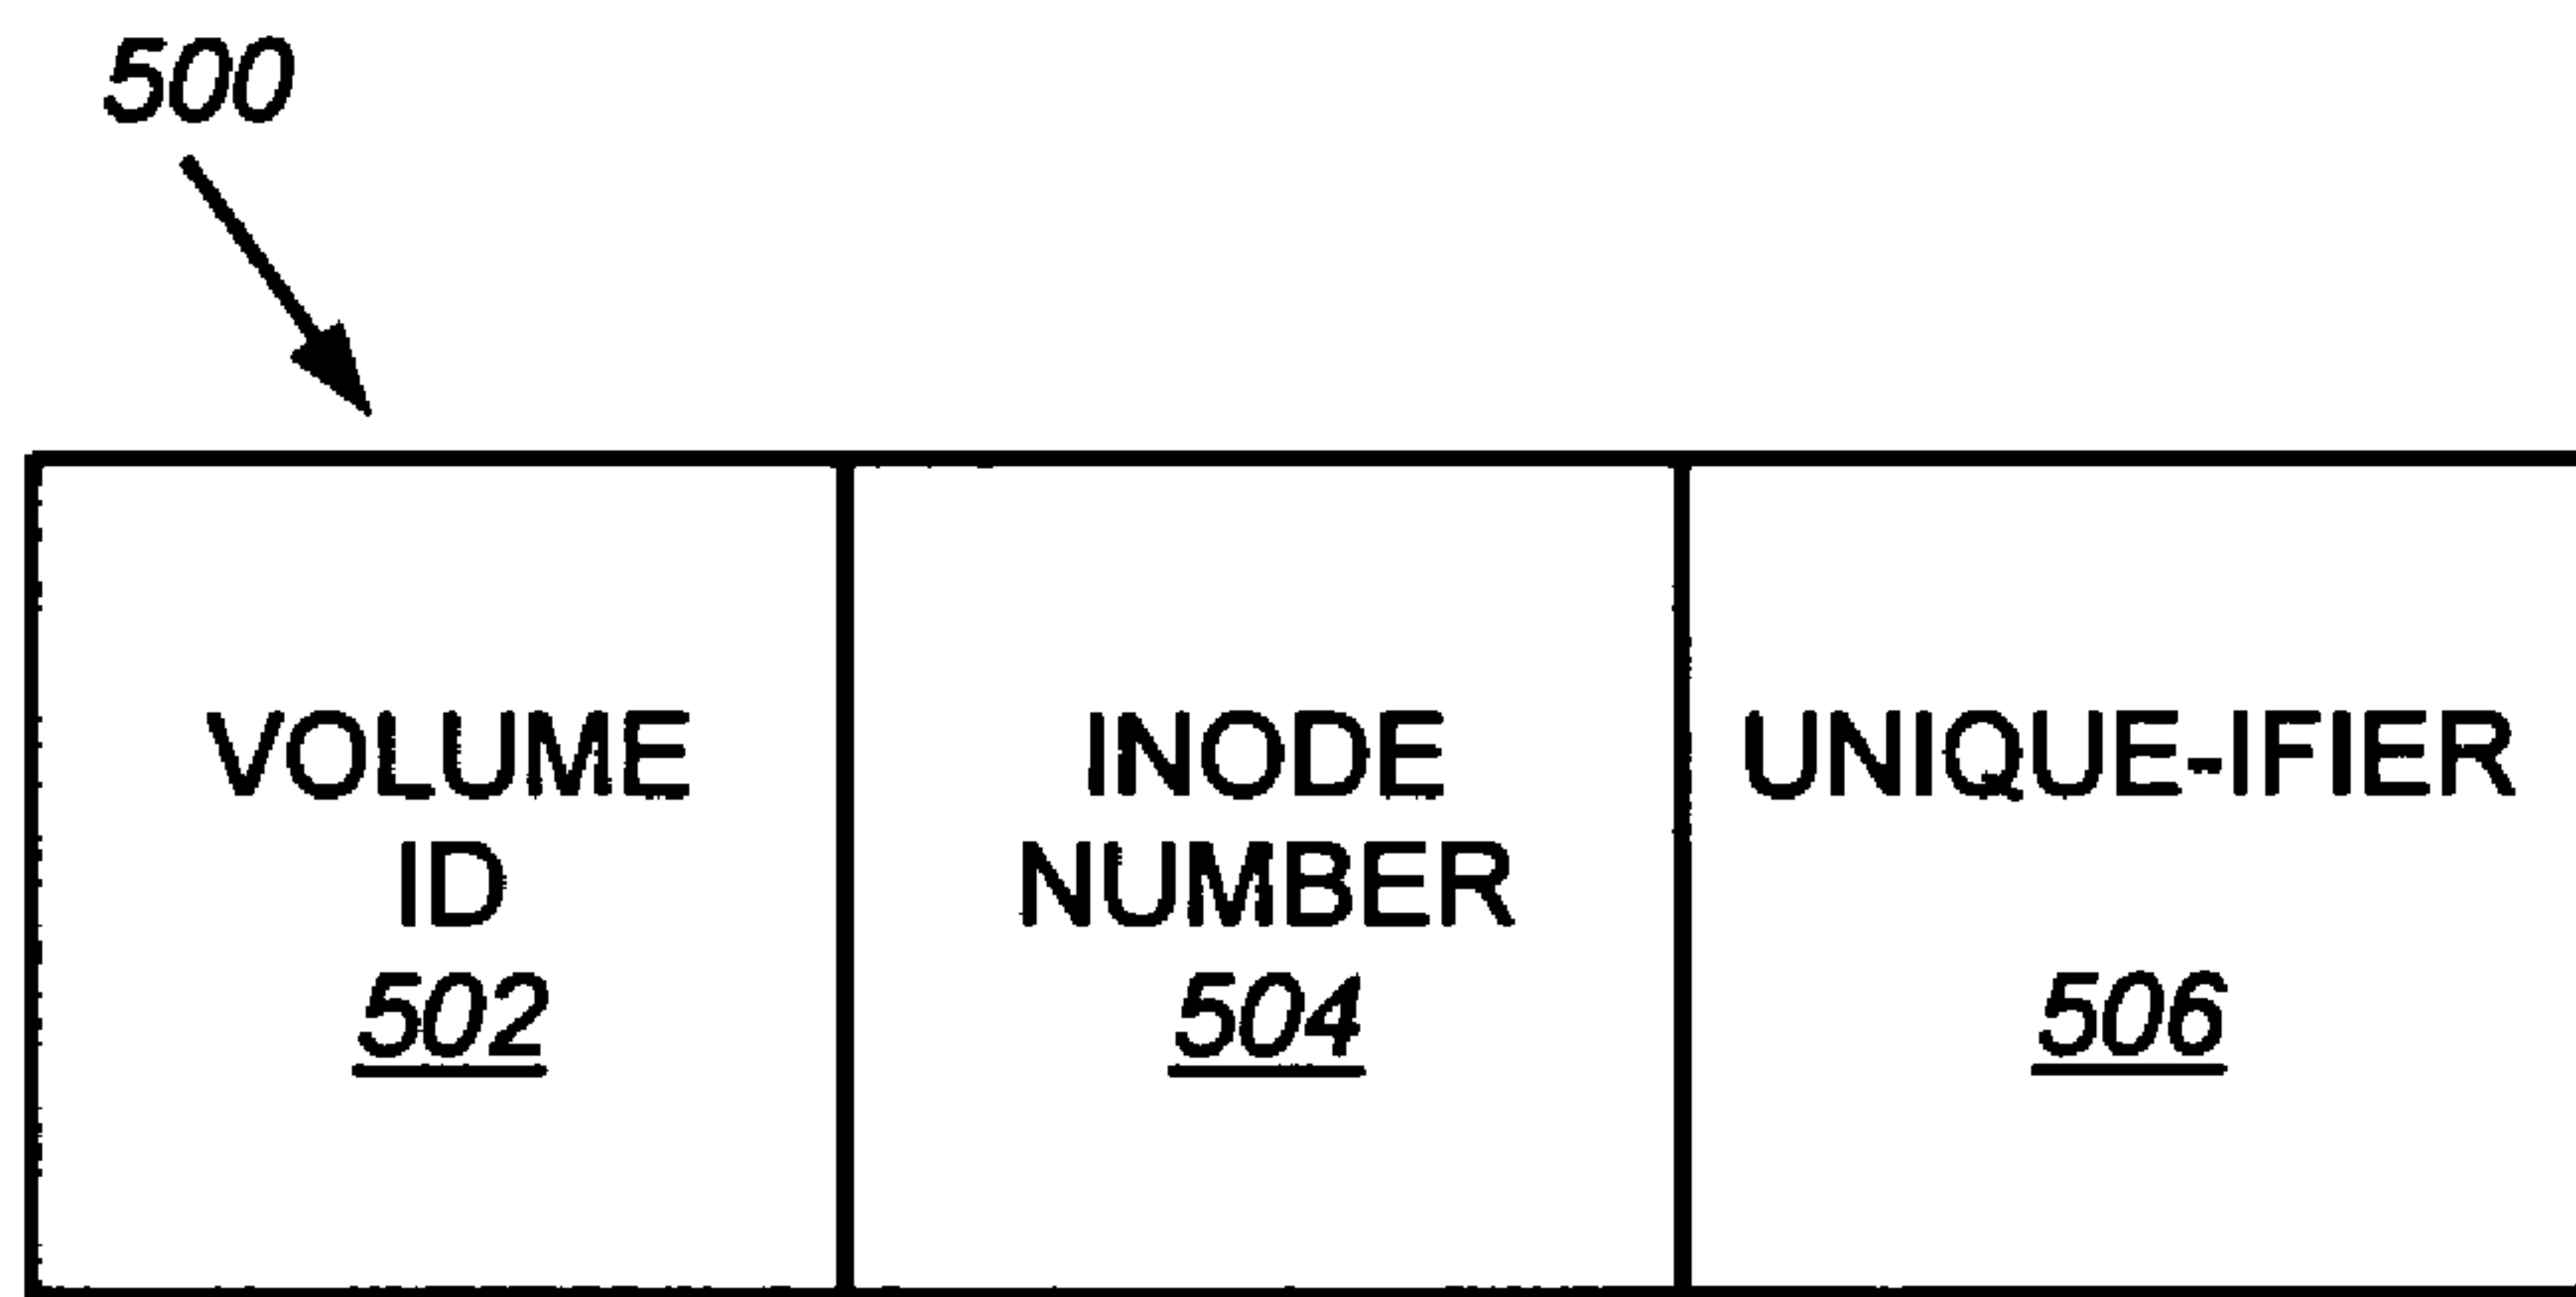 500
VOLUME
ID
502
INODE
NUMBER
504
UNIQUE-IFIER
506